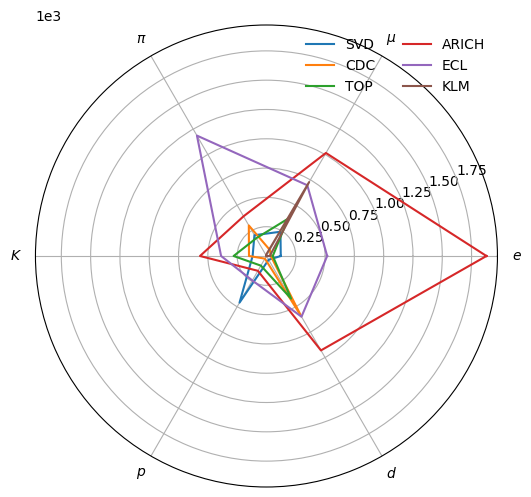 1e3
π
μ
SVD
CDC
TOP
ARICH
ECL
KLM
1.75
1.50
1.25
1.00
0.75
0.50
0.25
K
e
p
d